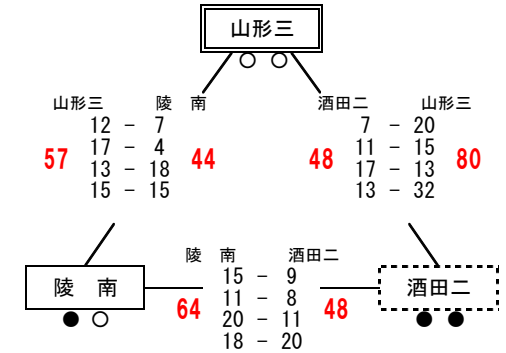 山形三
○ ○
山形三 陵 南
12 - 7
17 - 4
57 13 - 18 44
15 - 15
酒田二 山形三
7 - 20
11 - 15
48 17 - 13 80
13 - 32
陵 南 酒田二
15 - 9
11 - 8
64 20 - 11 48
18 - 20
陵 南
● ○
酒田二
● ●